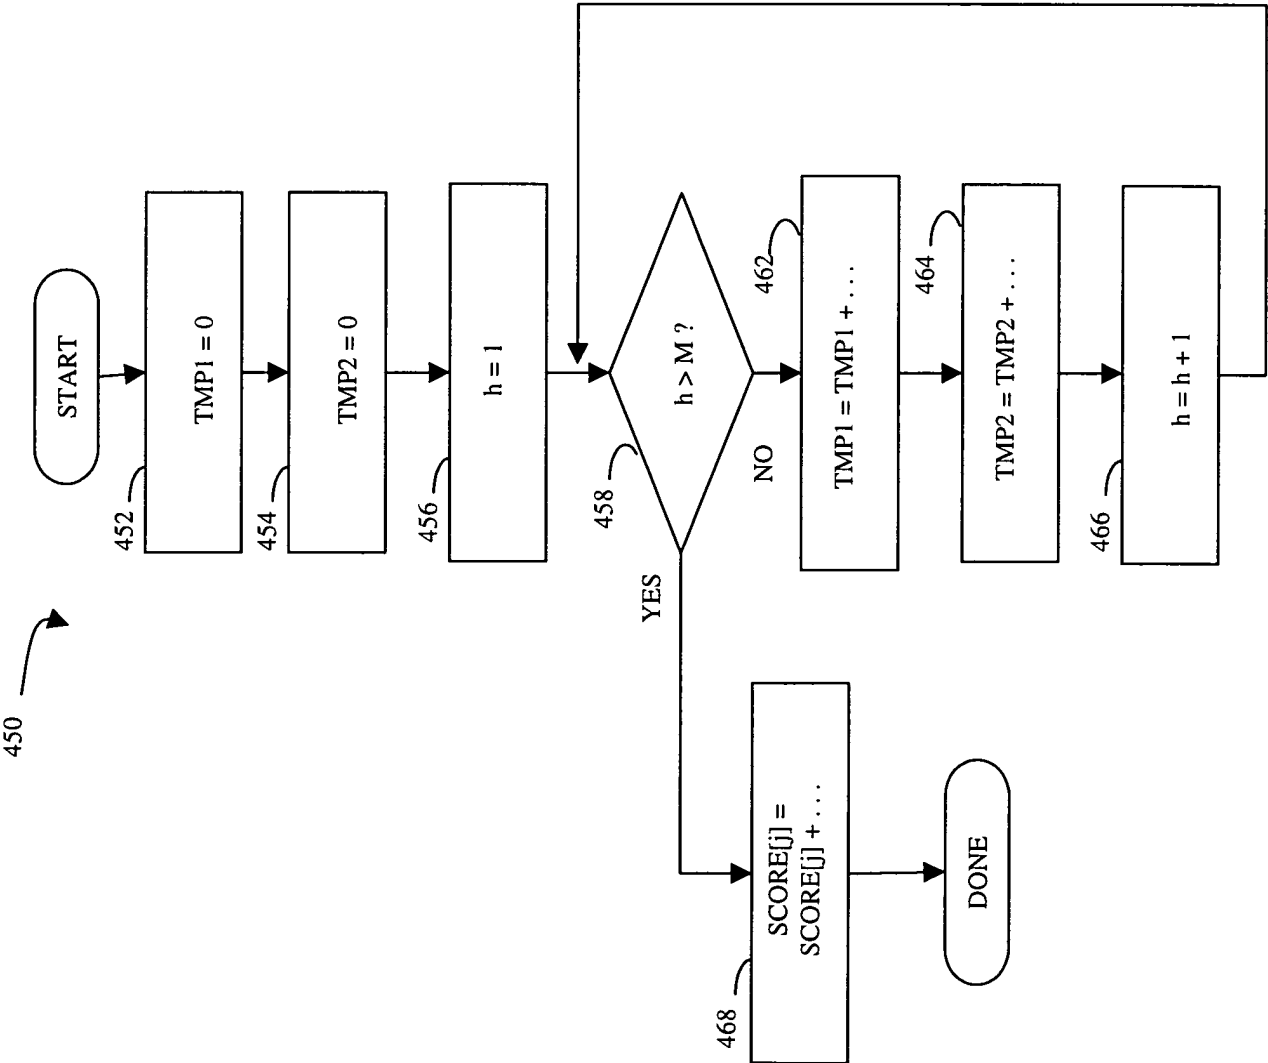 450
START
452
TMP1 = 0
454
TMP2 = 0
456
h = 1
458
h > M ?
YES
NO
462
TMP1 = TMP1 + . . .
464
TMP2 = TMP2 + . . .
466
h = h + 1
468
SCORE[j] =
SCORE[j] + . . .
DONE